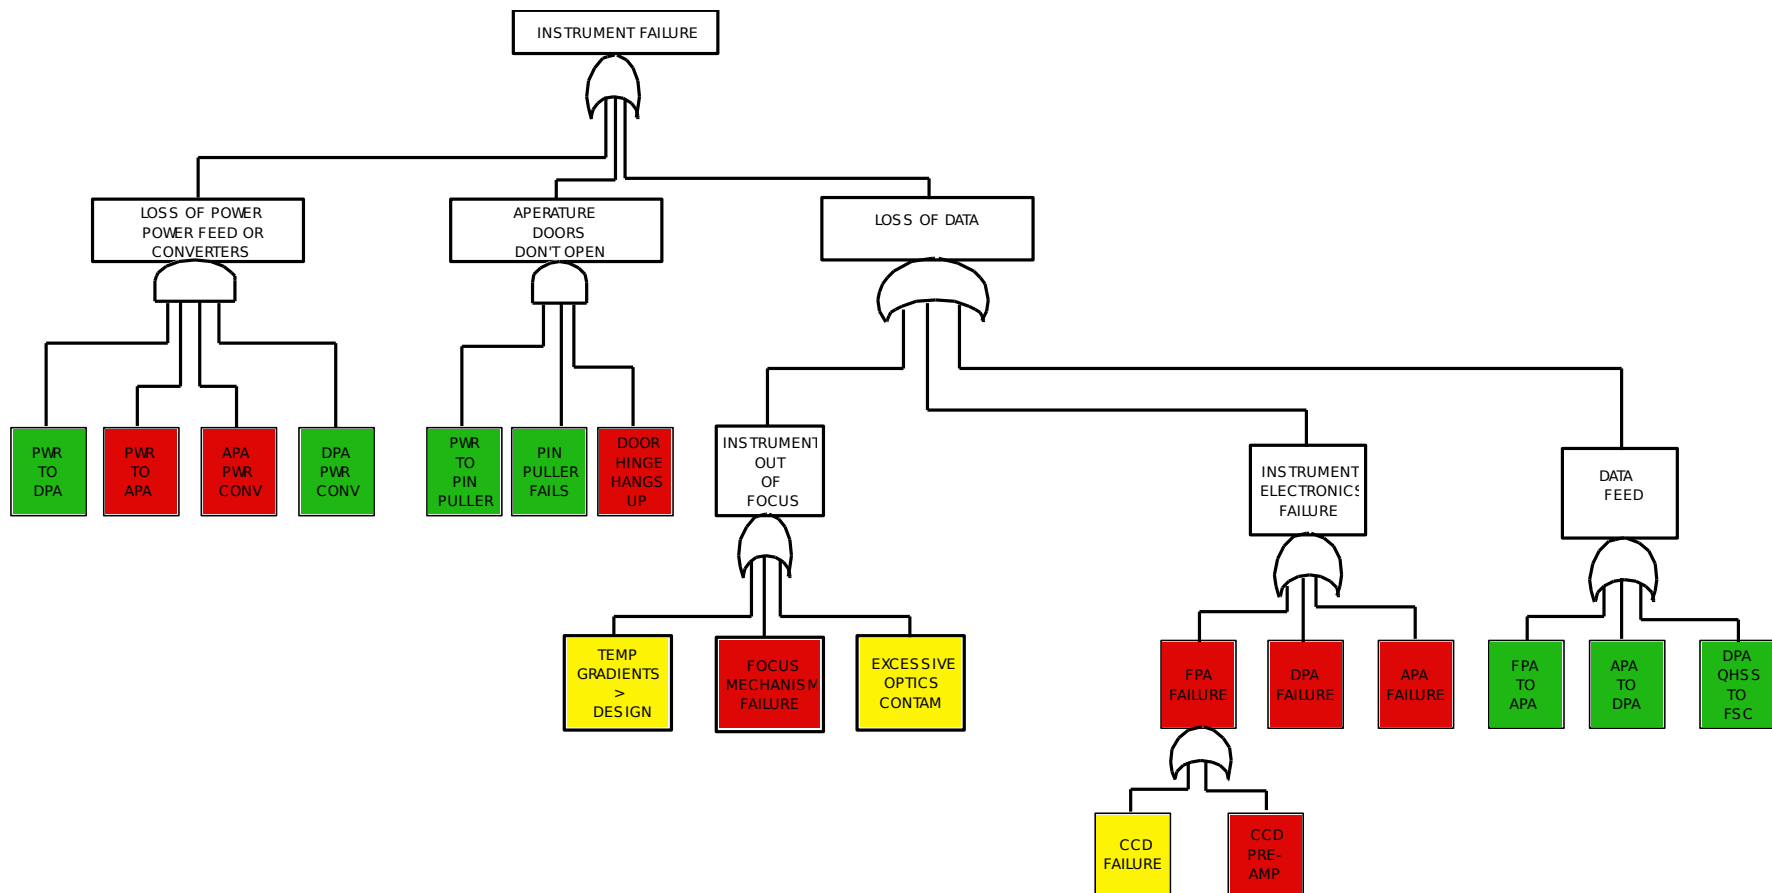 INSTRUMENT FAILURE
LOSS OF POWER
POWER FEED OR
CONVERTERS
APERATURE
DOORS
DON'T OPEN
LOSS OF DATA
PWR
TO
DPA
PWR
TO
APA
APA
PWR
CONV
DPA
PWR
CONV
PWR
TO
PIN
PULLER
PIN
PULLER
FAILS
DOOR
HINGE
HANGS
UP
INSTRUMENT
OUT
OF
FOCUS
INSTRUMENT
ELECTRONICS
FAILURE
DATA
FEED
TEMP
GRADIENTS
>
DESIGN
FOCUS
MECHANISM
FAILURE
EXCESSIVE
OPTICS
CONTAM
FPA
FAILURE
DPA
FAILURE
APA
FAILURE
FPA
TO
APA
APA
TO
DPA
DPA
QHSS
TO
FSC
CCD
FAILURE
CCD
PRE-
AMP